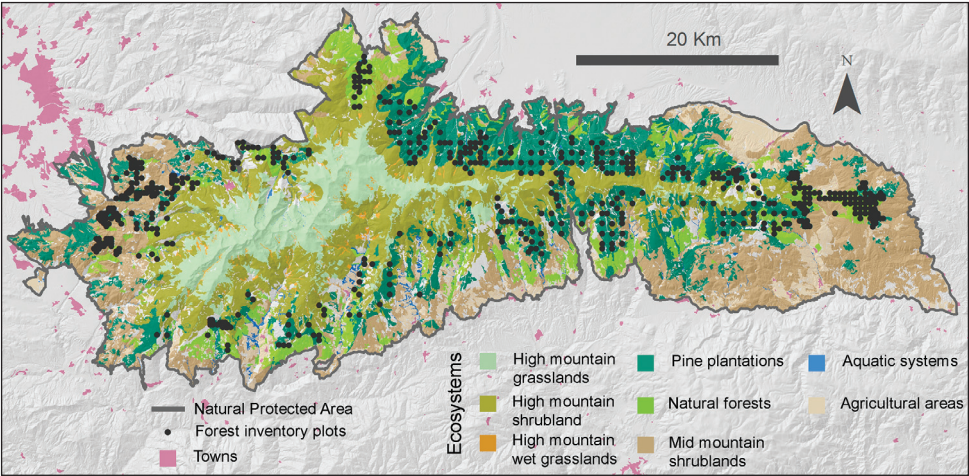 20 Km
N
Ecosystems
High mountain
grasslands
High mountain
shrubland
High mountain
wet grasslands
Pine plantations
Natural forests
Mid mountain
shrublands
Aquatic systems
Agricultural areas
Natural Protected Area
Forest inventory plots
Towns